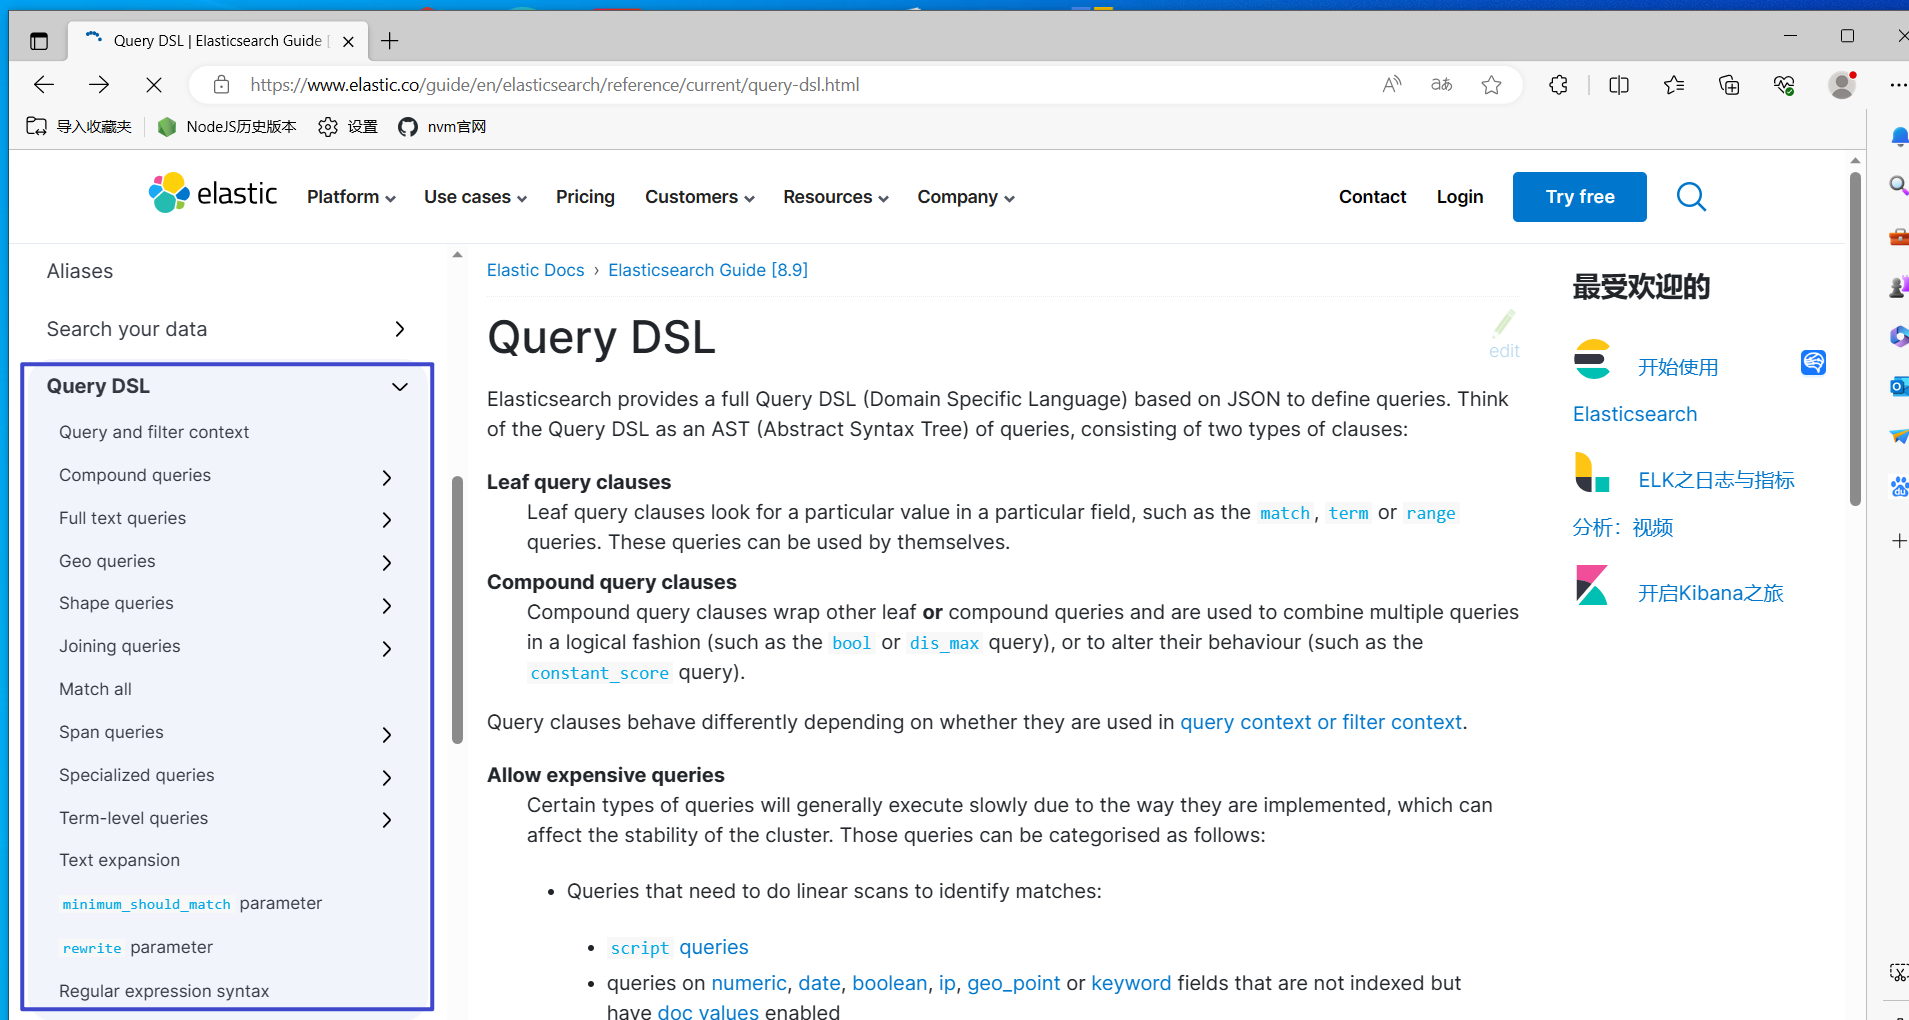 Query DSL | Elasticsearch Guide [
https://www.elastic.co/guide/en/elasticsearch/reference/current/query-dsl.html
导入收藏夹 NodeJS历史版本 设置 nvm官网
elastic Platform Use cases Pricing Customers Resources Company Contact Login Try free
Aliases
Search your data
Query DSL
Query and filter context
Compound queries
Full text queries
Geo queries
Shape queries
Joining queries
Match all
Span queries
Specialized queries
Term-level queries
Text expansion
minimum_should_match parameter
rewrite parameter
Regular expression syntax
Elastic Docs › Elasticsearch Guide [8.9]
Query DSL
edit
Elasticsearch provides a full Query DSL (Domain Specific Language) based on JSON to define queries. Think
of the Query DSL as an AST (Abstract Syntax Tree) of queries, consisting of two types of clauses:
Leaf query clauses
Leaf query clauses look for a particular value in a particular field, such as the match, term or range
queries. These queries can be used by themselves.
Compound query clauses
Compound query clauses wrap other leaf or compound queries and are used to combine multiple queries
in a logical fashion (such as the bool or dis_max query), or to alter their behaviour (such as the
constant_score query).
Query clauses behave differently depending on whether they are used in query context or filter context.
Allow expensive queries
Certain types of queries will generally execute slowly due to the way they are implemented, which can
affect the stability of the cluster. Those queries can be categorised as follows:
• Queries that need to do linear scans to identify matches:
• script queries
• queries on numeric, date, boolean, ip, geo_point or keyword fields that are not indexed but
have doc values enabled
最受欢迎的
开始使用
Elasticsearch
ELK之日志与指标
分析：视频
开启Kibana之旅